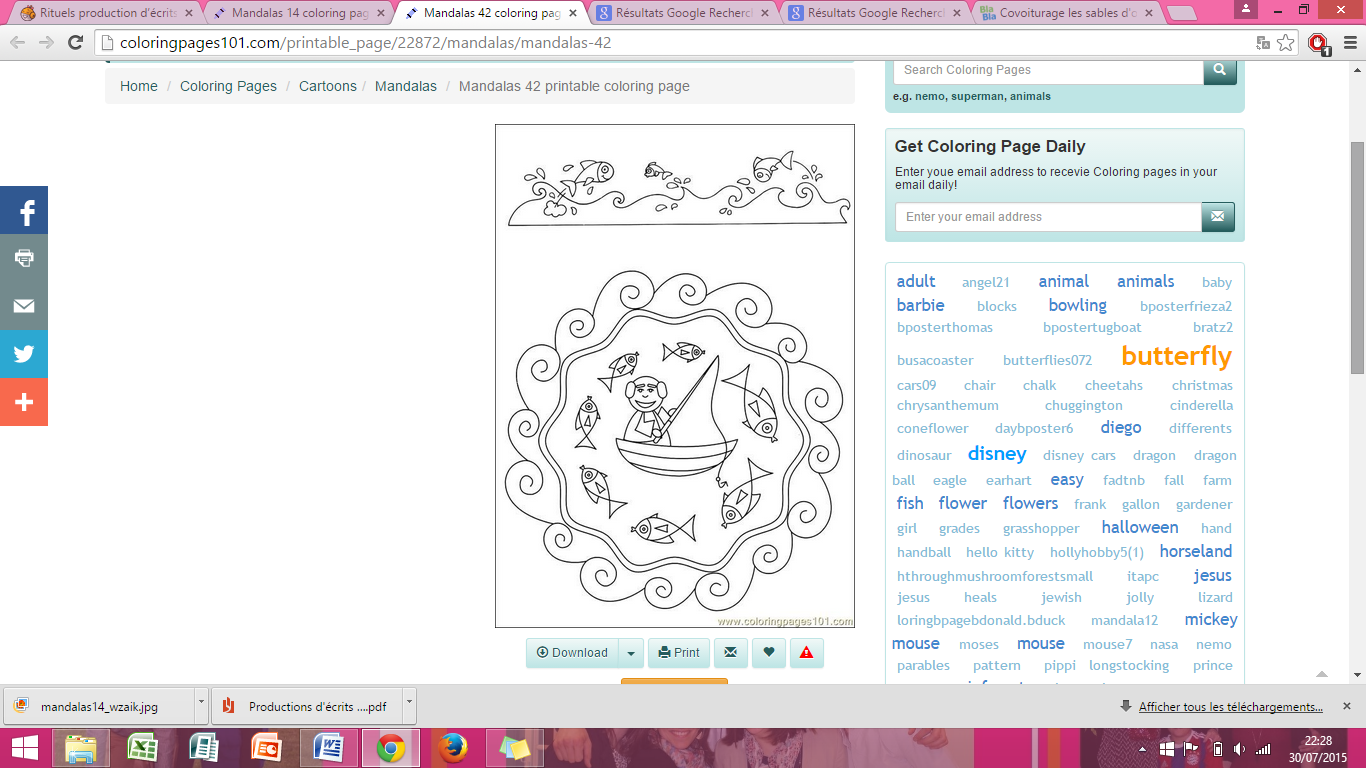 Rituels production d'écrits
Mandalas 14 coloring pag
Mandalas 42 coloring pag
Résultats Google Recherc
Résultats Google Recherc
Bla Bla Covoiturage les sables d'o
coloringpages101.com/printable_page/22872/mandalas/mandalas-42
1
Home / Coloring Pages / Cartoons / Mandalas / Mandalas 42 printable coloring page
www.coloringpages101.com
Download Print
Search Coloring Pages
e.g. nemo, superman, animals
Get Coloring Page Daily
Enter youe email address to recevie Coloring pages in your
email daily!
Enter your email address
adult angel21 animal animals baby
barbie blocks bowling bposterfrieza2
bposterthomas bpostertugboat bratz2
busacoaster butterflies072 butterfly
cars09 chair chalk cheetahs christmas
chrysanthemum chuggington cinderella
coneflower daybposter6 diego differents
dinosaur disney disney cars dragon dragon
ball eagle earhart easy fadtnb fall farm
fish flower flowers frank gallon gardener
girl grades grasshopper halloween hand
handball hello kitty hollyhobby5(1) horseland
hthroughmushroomforestsmall itapc jesus
jesus heals jewish jolly lizard
loringbpagebdonald.bduck mandala12 mickey
mouse moses mouse mouse7 nasa nemo
parables pattern pippi longstocking prince
mandalas14_wzaik.jpg
Productions d'écrits ....pdf
Afficher tous les téléchargements...
22:28
30/07/2015